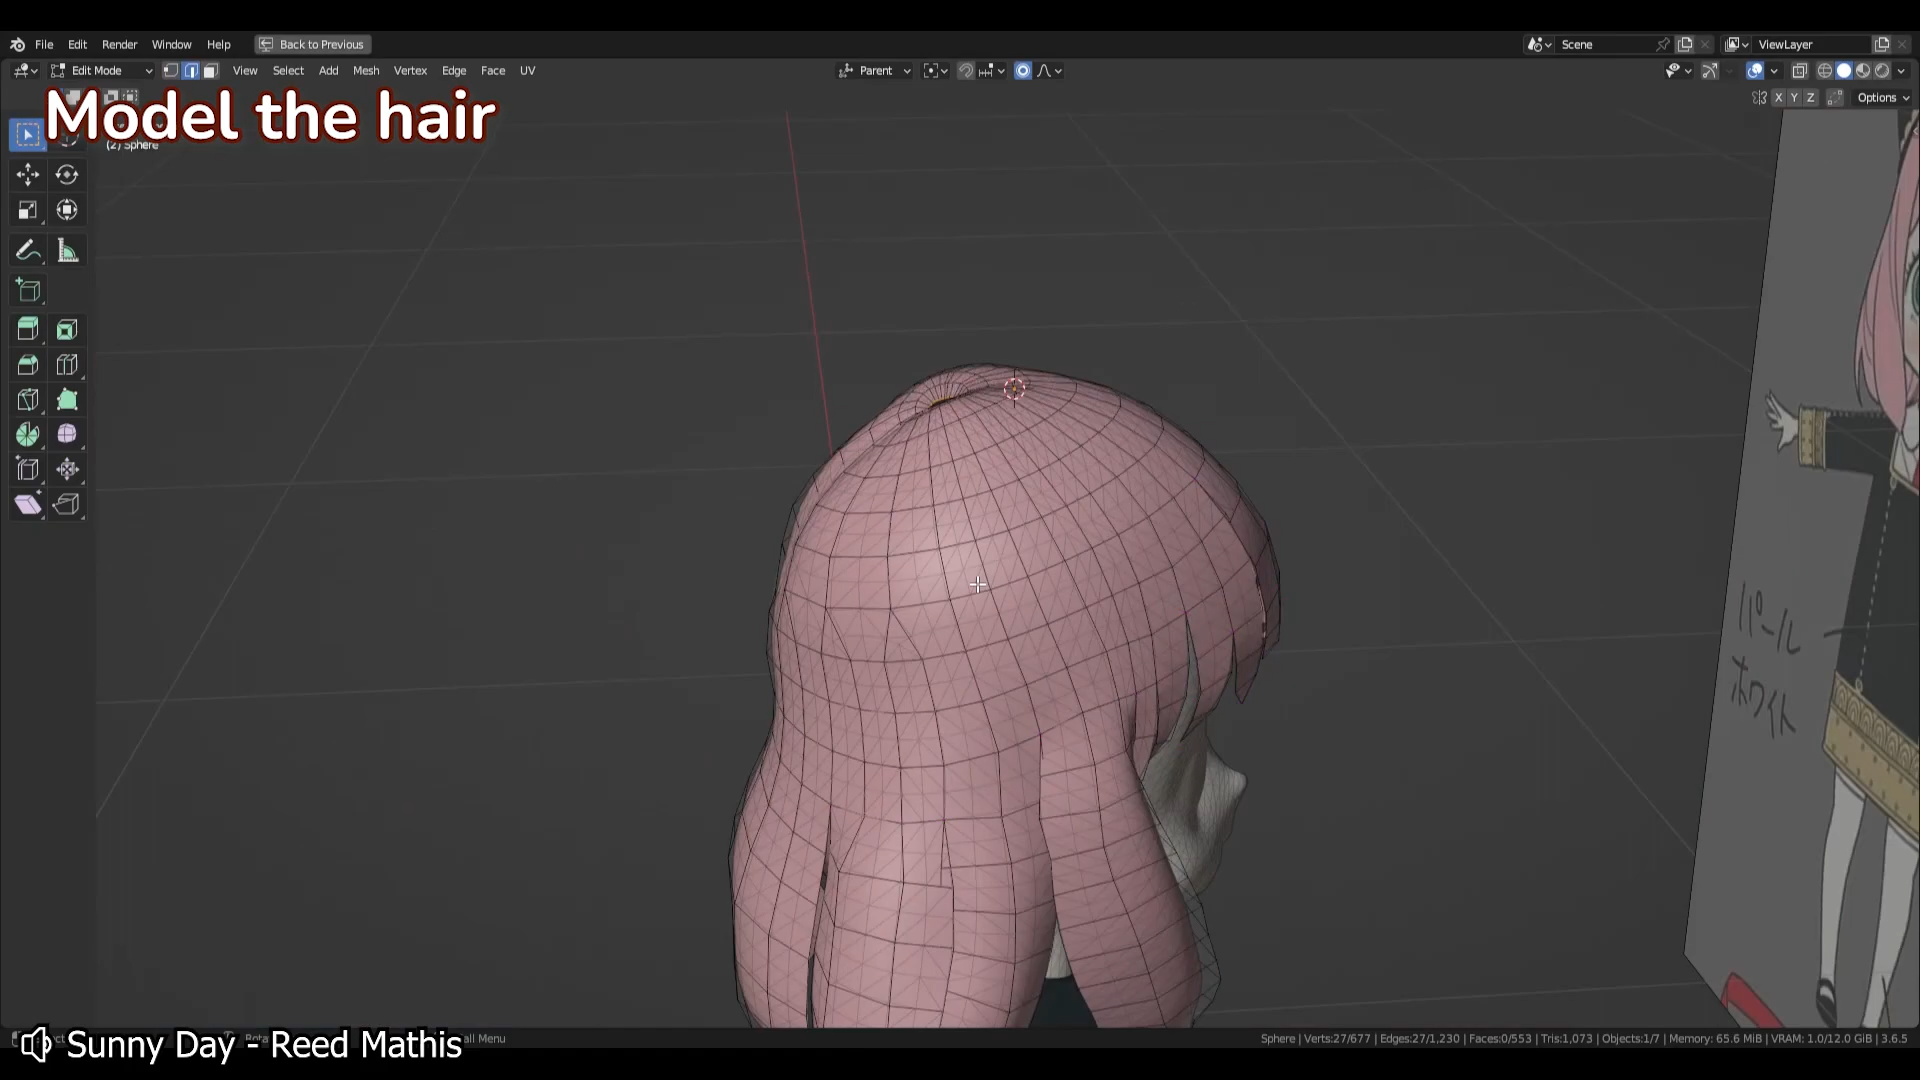 File Edit Render Window Help Back to Previous Scene ViewLayer
Edit Mode View Select Add Mesh Vertex Edge Face UV Parent
X Y Z Options
Model the hair
(2) Sphere
パール
ホワイト
Sunny Day - Reed Mathis
all Menu
Sphere | Verts:27/677 | Edges:27/1,230 | Faces:0/553 | Tris:1,073 | Objects:1/7 | Memory: 65.6 MiB | VRAM: 1.0/12.0 GiB | 3.6.5